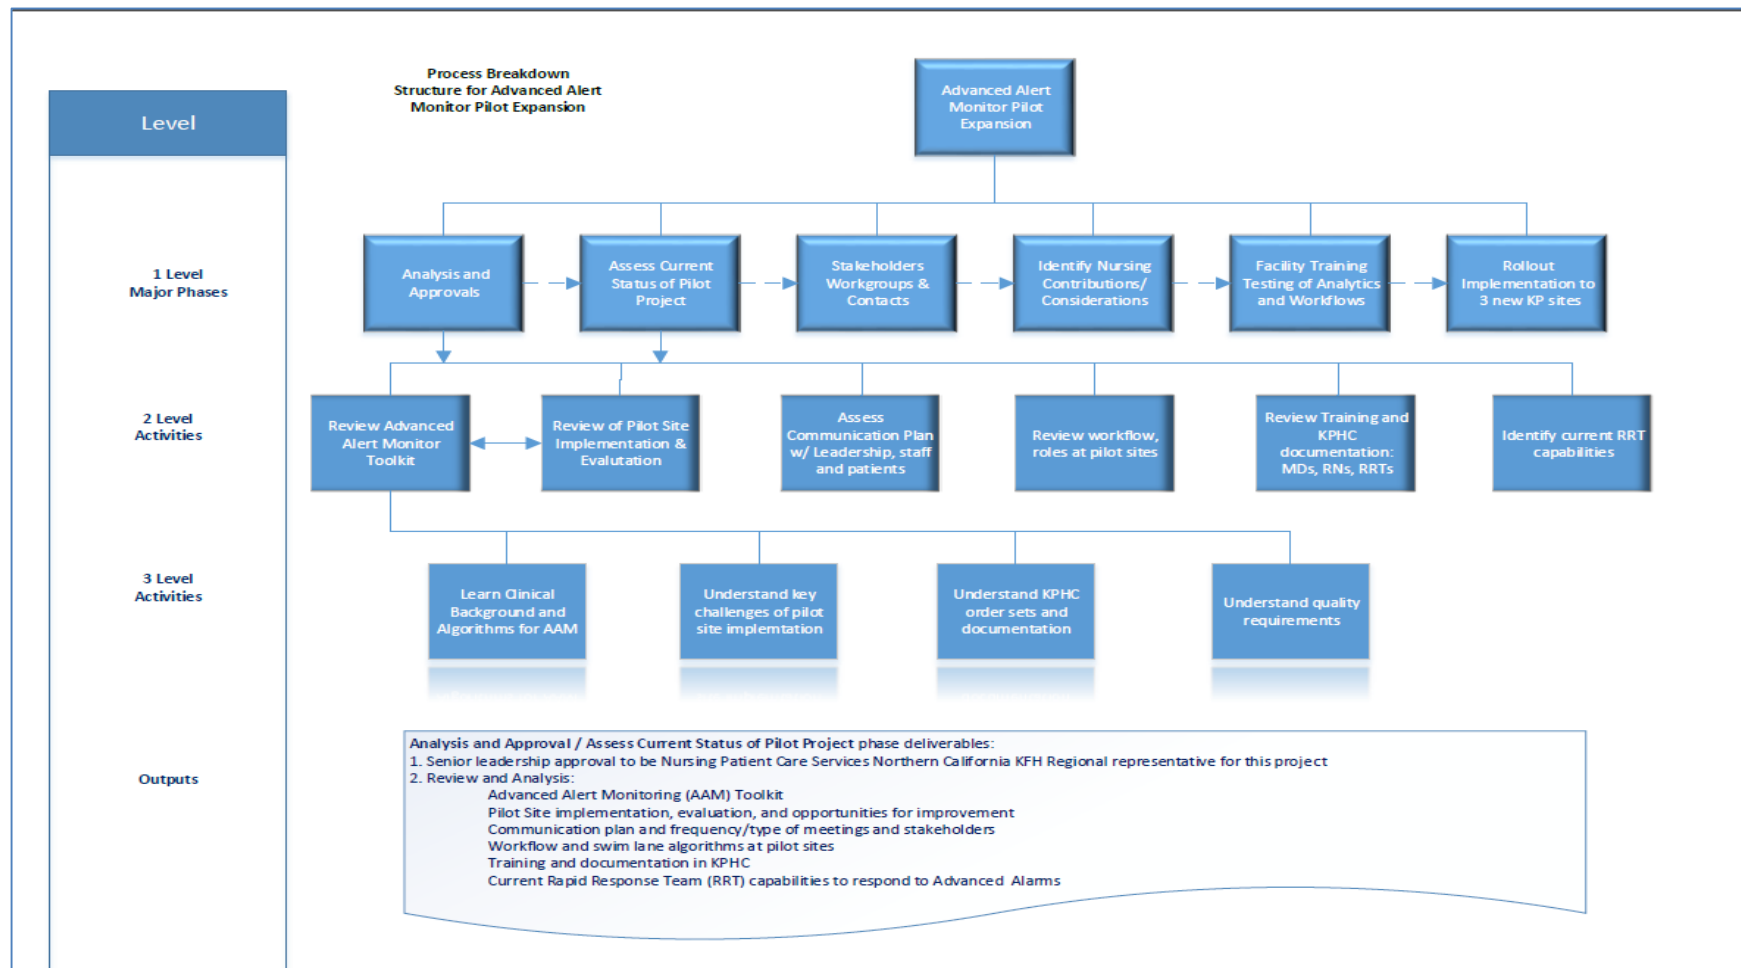 Process Breakdown
Structure for Advanced Alert
Monitor Pilot Expansion
Advanced Alert
Monitor Pilot
Expansion
Level
1 Level
Major Phases
Analysis and
Approvals
Assess Current
Status of Pilot
Project
Stakeholders
Workgroups &
Contacts
Identify Nursing
Contributions/
Considerations
Facility Training
Testing of Analytics
and Workflows
Rollout
Implementation to
3 new KP sites
2 Level
Activities
Review Advanced
Alert Monitor
Toolkit
Review of Pilot Site
Implementation &
Evalutation
Assess
Communication Plan
w/ Leadership, staff
and patients
Review workflow,
roles at pilot sites
Review Training and
KPHC
documentation:
MDs, RNs, RRTs
Identify current RRT
capabilities
3 Level
Activities
Learn Clinical
Background and
Algorithms for AAM
Understand key
challenges of pilot
site implemtation
Understand KPHC
order sets and
documentation
Understand quality
requirements
Outputs
Analysis and Approval / Assess Current Status of Pilot Project phase deliverables:
1. Senior leadership approval to be Nursing Patient Care Services Northern California KFH Regional representative for this project
2. Review and Analysis:
Advanced Alert Monitoring (AAM) Toolkit
Pilot Site implementation, evaluation, and opportunities for improvement
Communication plan and frequency/type of meetings and stakeholders
Workflow and swim lane algorithms at pilot sites
Training and documentation in KPHC
Current Rapid Response Team (RRT) capabilities to respond to Advanced Alarms